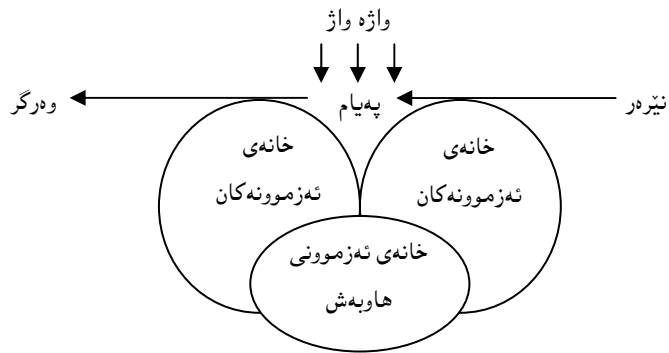 واژە واژ
نێرەر
پەیام
وەرگر
خانەی
ئەزموونەکان
خانەی
ئەزموونەکان
خانەی ئەزموونی
هاوبەش